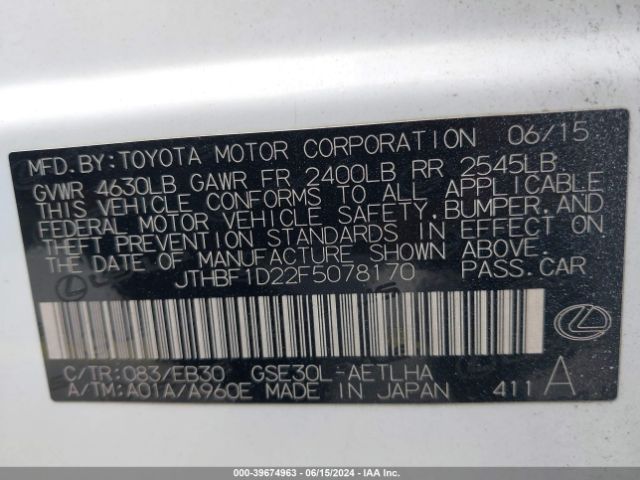 MFD.BY:TOYOTA MOTOR CORPORATION 06/15
GVWR 4630LB GAWR FR 2400LB RR 2545LB
THIS VEHICLE CONFORMS TO ALL APPLICABLE
FEDERAL MOTOR VEHICLE SAFETY,BUMPER,AND
THEFT PREVENTION STANDARDS IN EFFECT ON
THE DATE OF MANUFACTURE SHOWN ABOVE.
JTHBF1D22F5078170 PASS.CAR
C/TR:083/EB30 GSE30L-AETLHA
A/TM:A01A/A960E MADE IN JAPAN 411 A
000-39674963 - 06/15/2024 - IAAI.COM